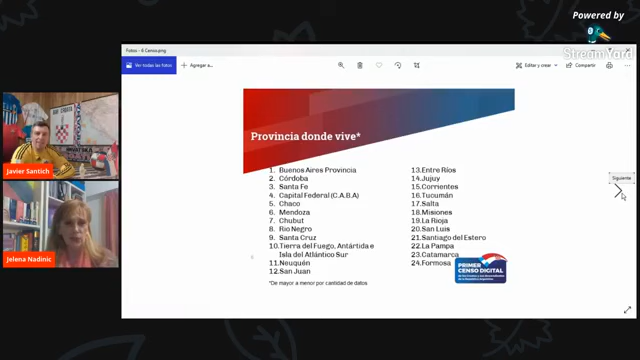 Powered by
StreamYard
Fotos - 6 Censo.png
Ver todas las fotos
Agregar a...
Editar y crear
Compartir
Provincia donde vive*
1. Buenos Aires Provincia
2. Córdoba
3. Santa Fe
4. Capital Federal (C.A.B.A)
5. Chaco
6. Mendoza
7. Chubut
8. Rio Negro
9. Santa Cruz
10.Tierra del Fuego, Antártida e
Isla del Atlántico Sur
11.Neuquén
12.San Juan
13.Entre Ríos
14.Jujuy
15.Corrientes
16.Tucumán
17.Salta
18.Misiones
19.La Rioja
20.San Luis
21.Santiago del Estero
22.La Pampa
23.Catamarca
24.Formosa
*De mayor a menor por cantidad de datos
PRIMER
CENSO DIGITAL
Siguiente
Javier Santich
Jelena Nadinic